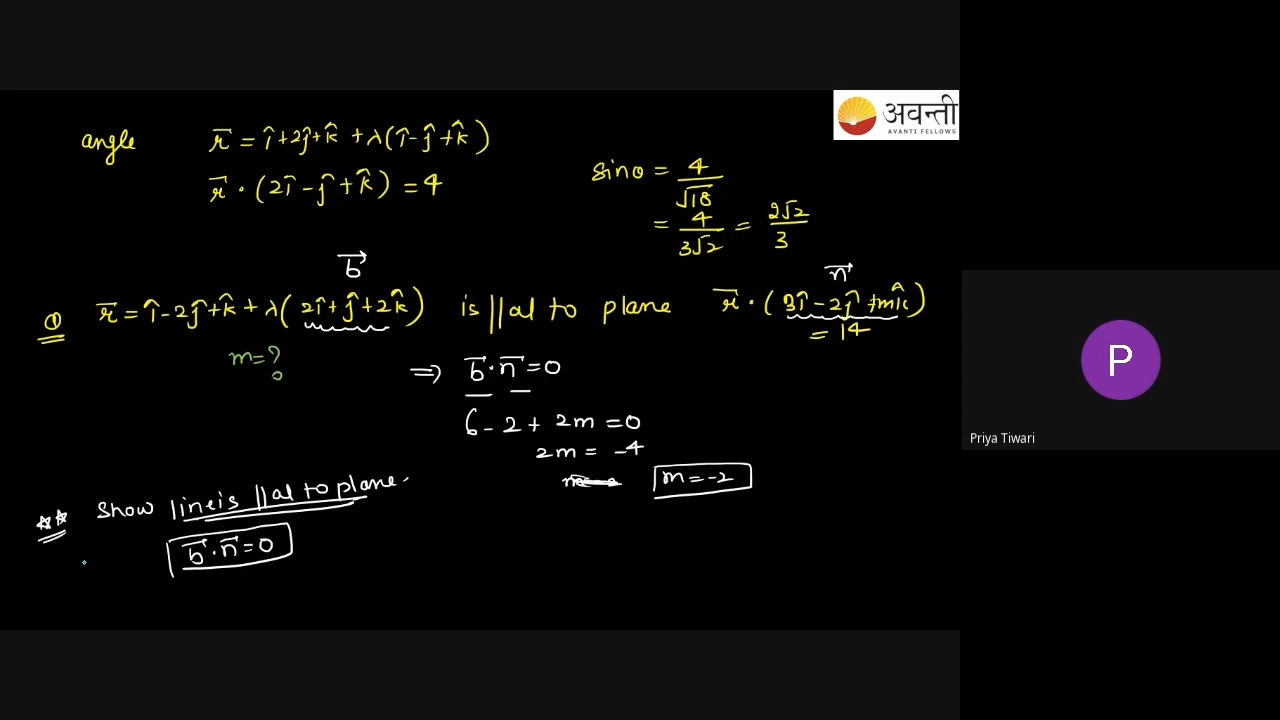 अवन्ती
AVANTI FELLOWS
angle r⃗ = î+2ĵ+k̂ +λ(î-ĵ+k̂)
r⃗ · (2î-ĵ+k̂) = 4
sinθ = 4/√18
= 4/3√2 = 2√2/3
b⃗
n⃗
① r⃗ = î-2ĵ+k̂+λ(2î+ĵ+2k̂) is ||al to plane r⃗ · (3î-2ĵ+mk̂)
= 14
m=?
⇒ b⃗·n⃗=0
6-2+2m=0
2m = -4
m=-2
** Show line is ||al to plane.
b⃗·n⃗=0
P
Priya Tiwari